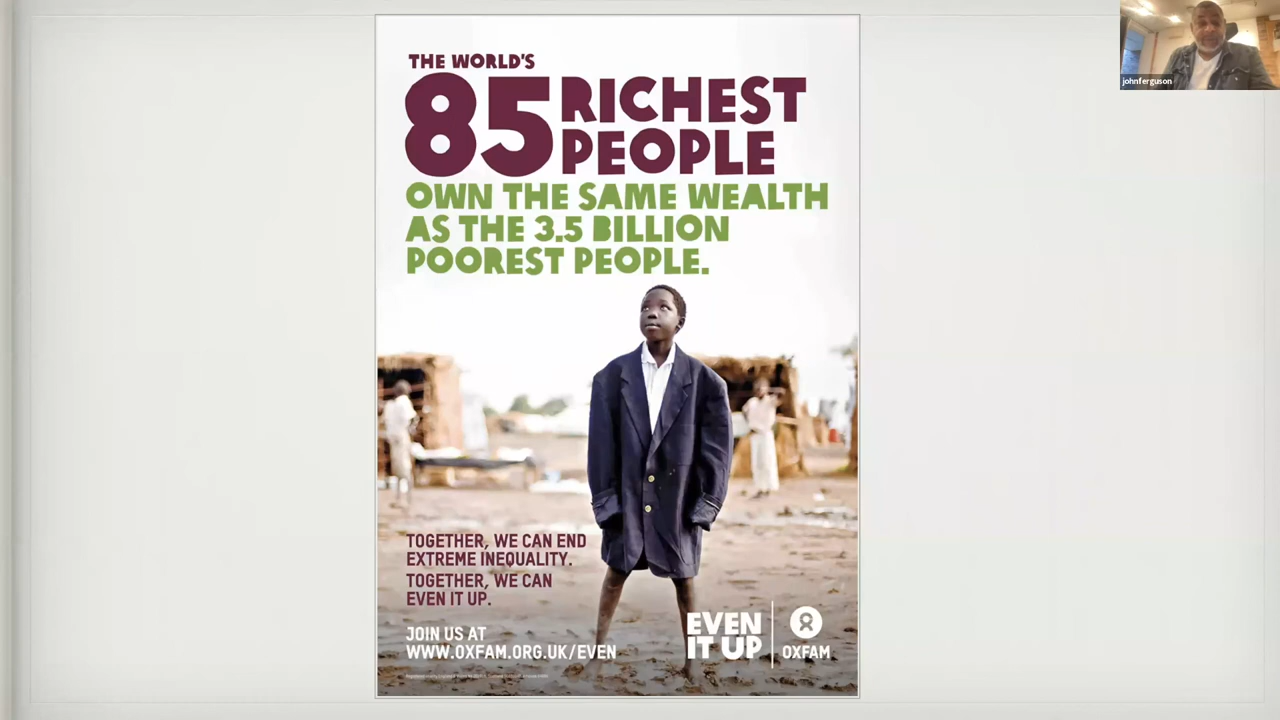 THE WORLD'S
85 RICHEST
PEOPLE
OWN THE SAME WEALTH
AS THE 3.5 BILLION
POOREST PEOPLE.
TOGETHER, WE CAN END
EXTREME INEQUALITY.
TOGETHER, WE CAN
EVEN IT UP.
JOIN US AT
WWW.OXFAM.ORG.UK/EVEN
EVEN
IT UP
OXFAM
johnferguson